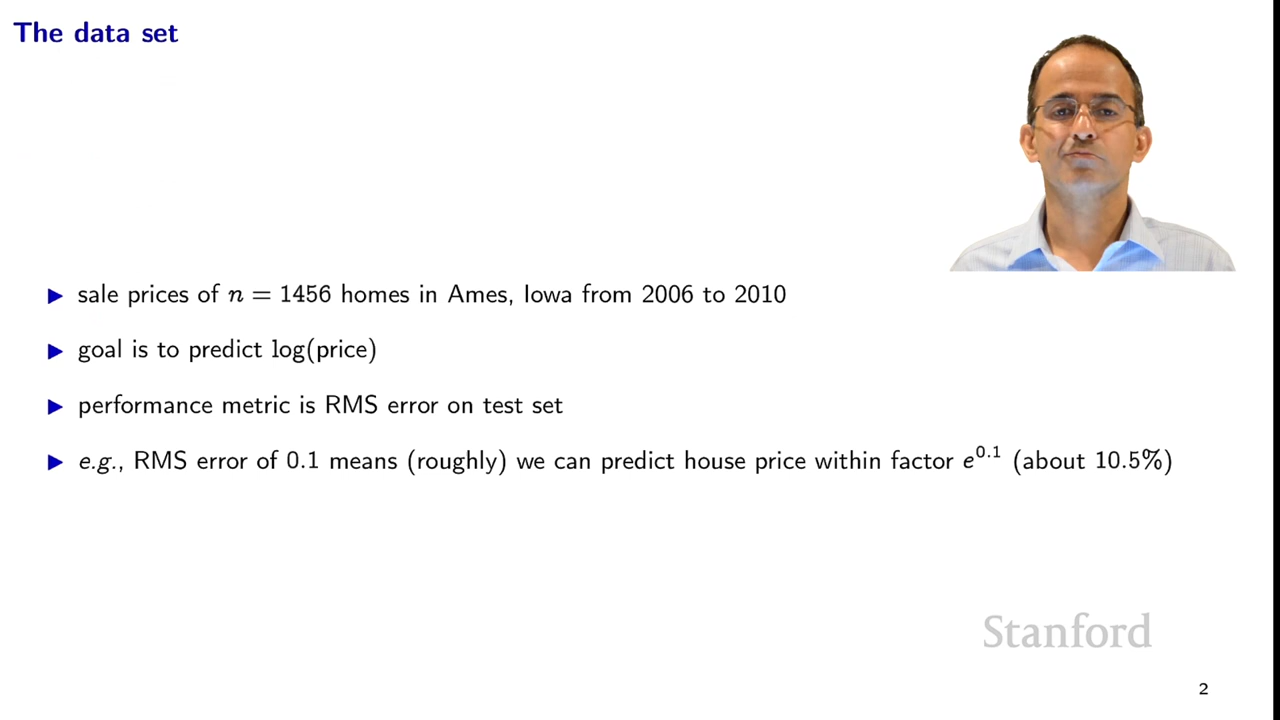 The data set
▶ sale prices of n = 1456 homes in Ames, Iowa from 2006 to 2010
▶ goal is to predict log(price)
▶ performance metric is RMS error on test set
▶ e.g., RMS error of 0.1 means (roughly) we can predict house price within factor e^0.1 (about 10.5%)
Stanford
2